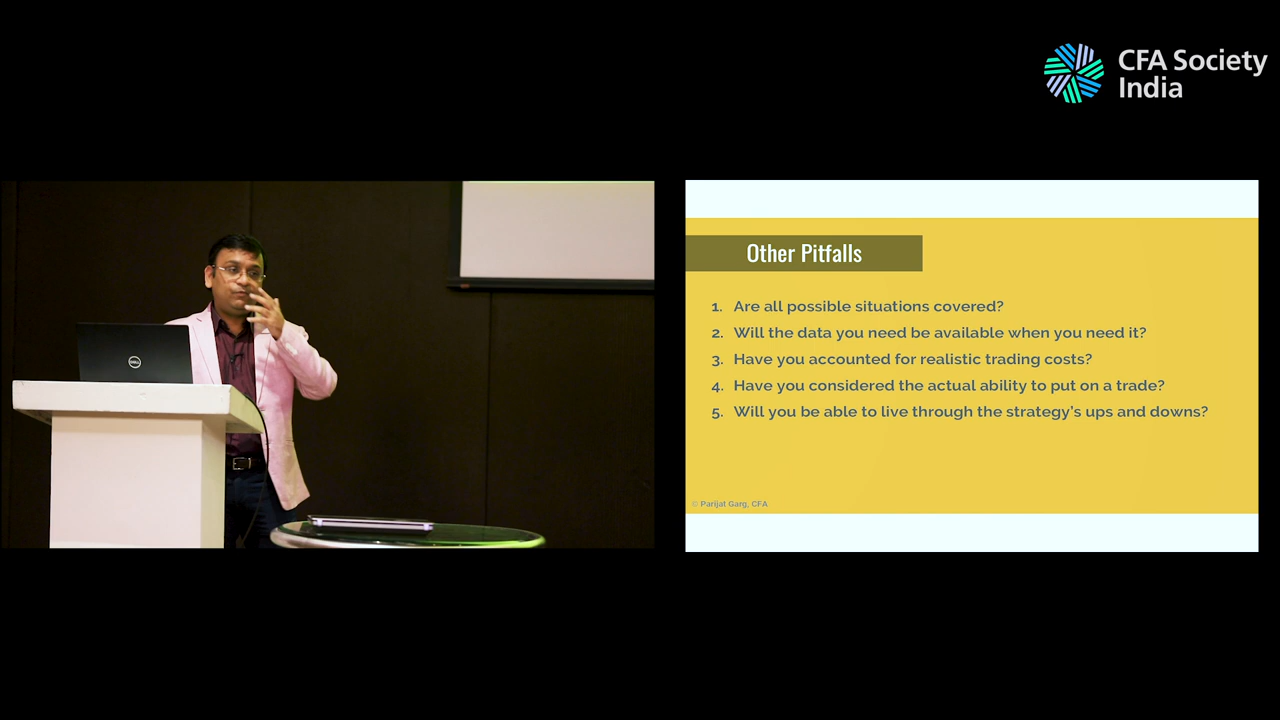 CFA Society
India
Other Pitfalls
1. Are all possible situations covered?
2. Will the data you need be available when you need it?
3. Have you accounted for realistic trading costs?
4. Have you considered the actual ability to put on a trade?
5. Will you be able to live through the strategy's ups and downs?
© Parijat Garg, CFA
DELL